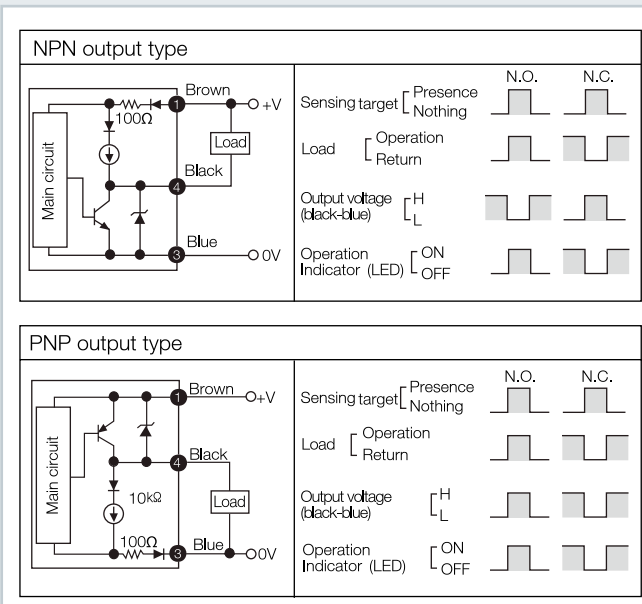 NPN output type
Brown
1
+V
100Ω
Load
Black
4
Main circuit
Blue
3
0V
N.O.
N.C.
Sensing target
Presence
Nothing
Load
Operation
Return
Output voltage
(black-blue)
H
L
Operation
Indicator (LED)
ON
OFF
PNP output type
Brown
1
+V
Black
4
Main circuit
10kΩ
Load
100Ω
Blue
3
0V
N.O.
N.C.
Sensing target
Presence
Nothing
Load
Operation
Return
Output voltage
(black-blue)
H
L
Operation
Indicator (LED)
ON
OFF